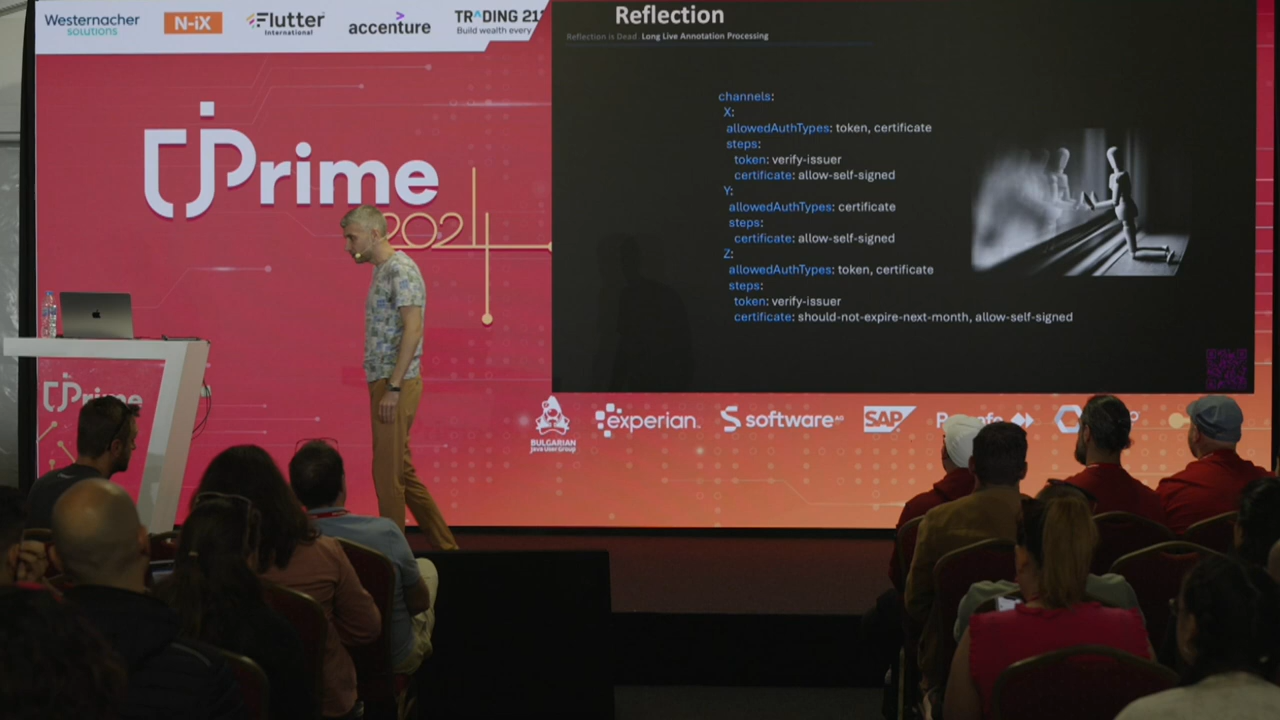 Westernacher
solutions
N-iX
Flutter
International
accenture
TRADING 212
Build wealth every
jPrime
2024
Reflection
Reflection is Dead Long Live Annotation Processing
channels:
X:
allowedAuthTypes: token, certificate
steps:
token: verify-issuer
certificate: allow-self-signed
Y:
allowedAuthTypes: certificate
steps:
certificate: allow-self-signed
Z:
allowedAuthTypes: token, certificate
steps:
token: verify-issuer
certificate: should-not-expire-next-month, allow-self-signed
jPrime
BULGARIAN
Java User Group
experian.
software AG
SAP